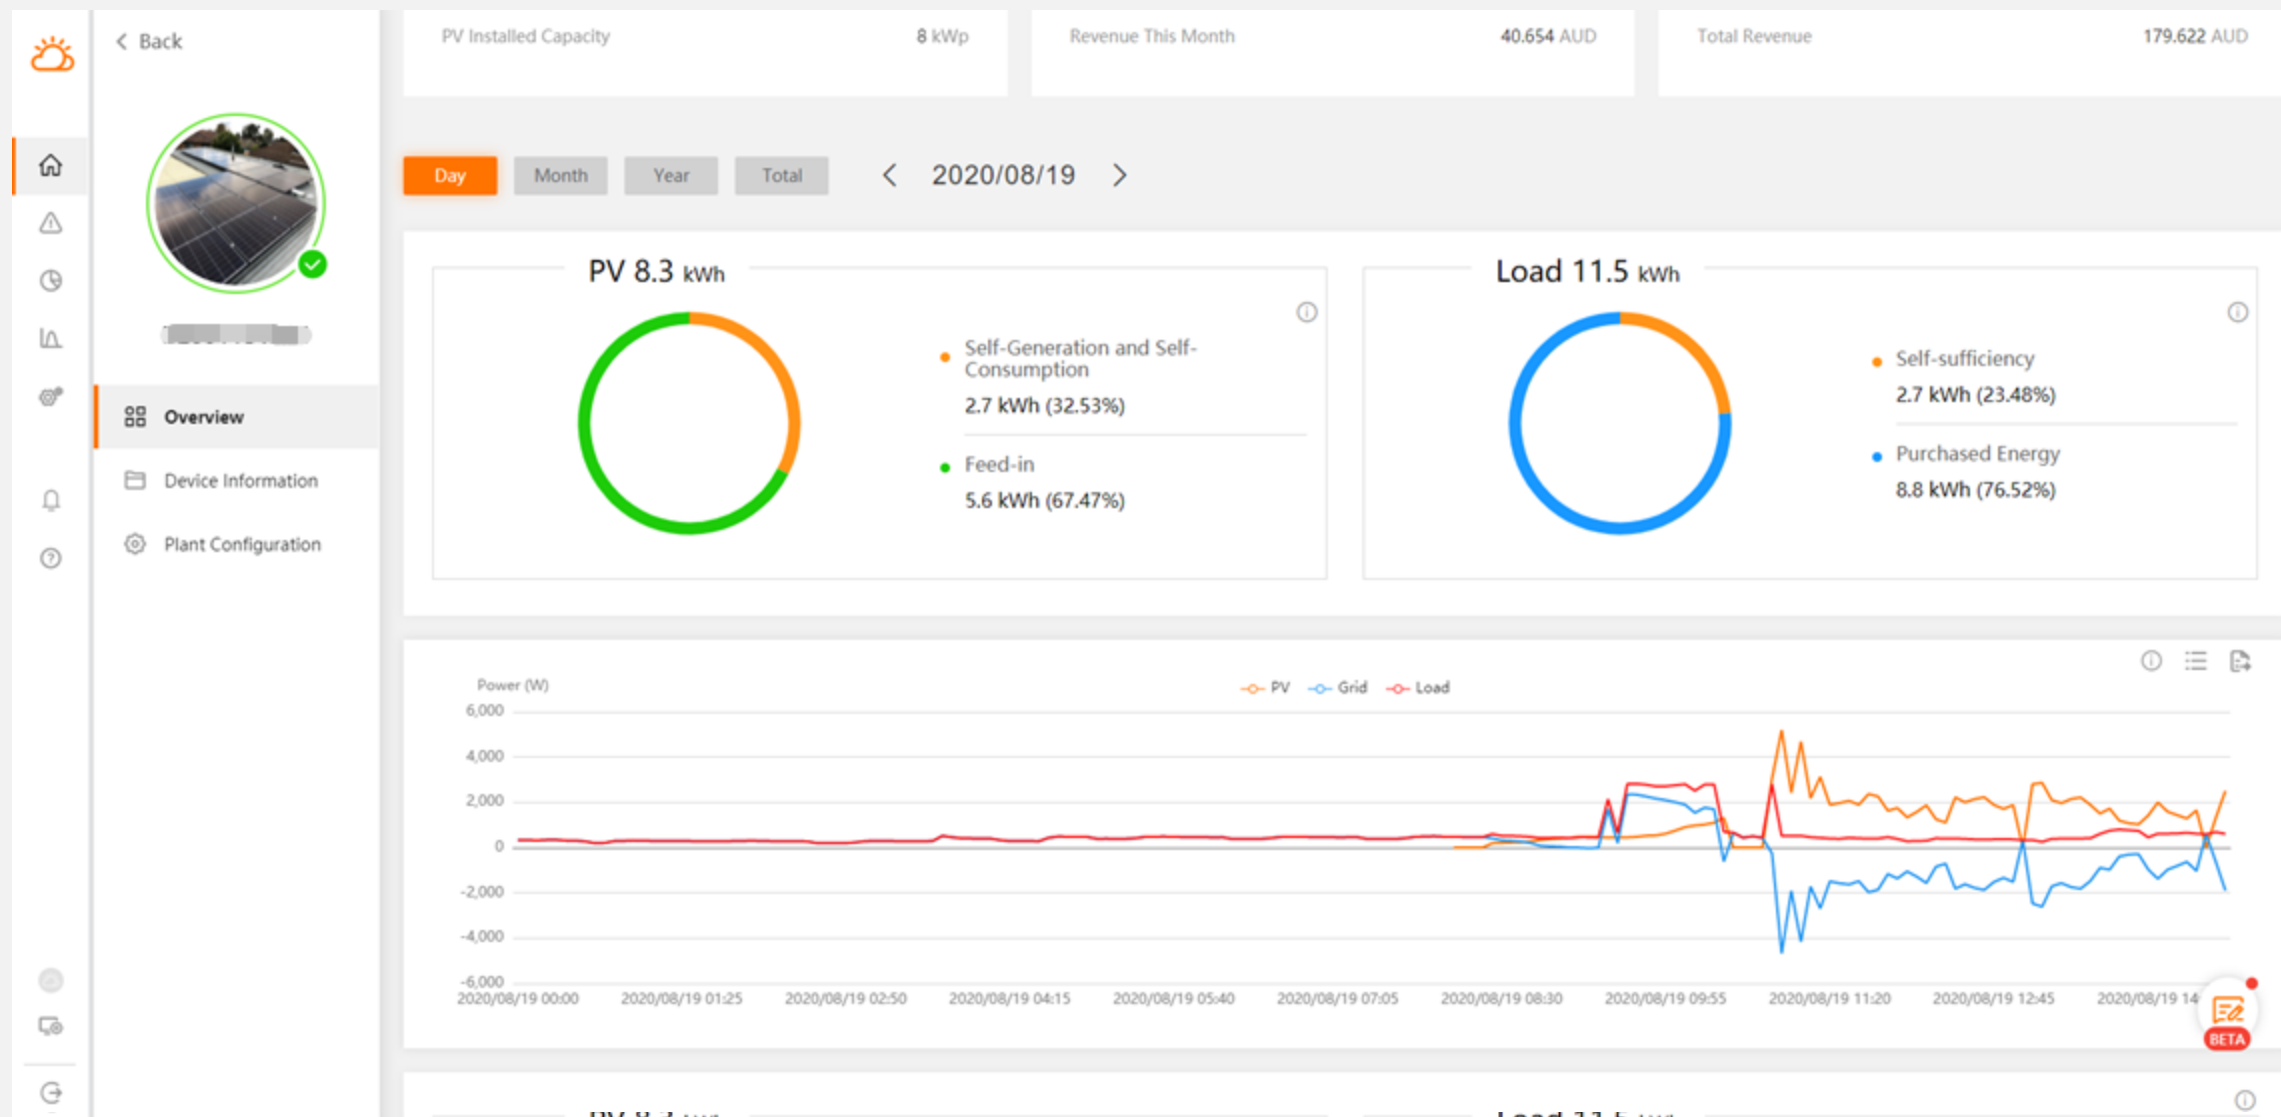 Back
PV Installed Capacity 8 kWp
Revenue This Month 40.654 AUD
Total Revenue 179.622 AUD
Day Month Year Total 2020/08/19
Overview
Device Information
Plant Configuration
PV 8.3 kWh
Self-Generation and Self-
Consumption
2.7 kWh (32.53%)
Feed-in
5.6 kWh (67.47%)
Load 11.5 kWh
Self-sufficiency
2.7 kWh (23.48%)
Purchased Energy
8.8 kWh (76.52%)
Power (W)
PV Grid Load
6,000
4,000
2,000
0
-2,000
-4,000
-6,000
2020/08/19 00:00 2020/08/19 01:25 2020/08/19 02:50 2020/08/19 04:15 2020/08/19 05:40 2020/08/19 07:05 2020/08/19 08:30 2020/08/19 09:55 2020/08/19 11:20 2020/08/19 12:45 2020/08/19 14
BETA